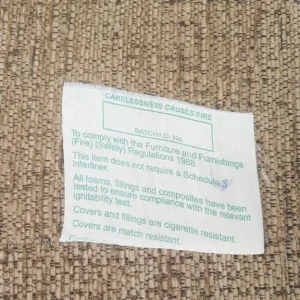 CARELESSNESS CAUSES FIRE
BATCH/I.D. No.
To comply with the Furniture and Furnishings
(Fire) (Safety) Regulations 1988.
This item does not require a Schedule 3
interliner.
All foams, fillings and composites have been
tested to ensure compliance with the relevant
ignitability test.
Covers and fillings are cigarette resistant.
Covers are match resistant.